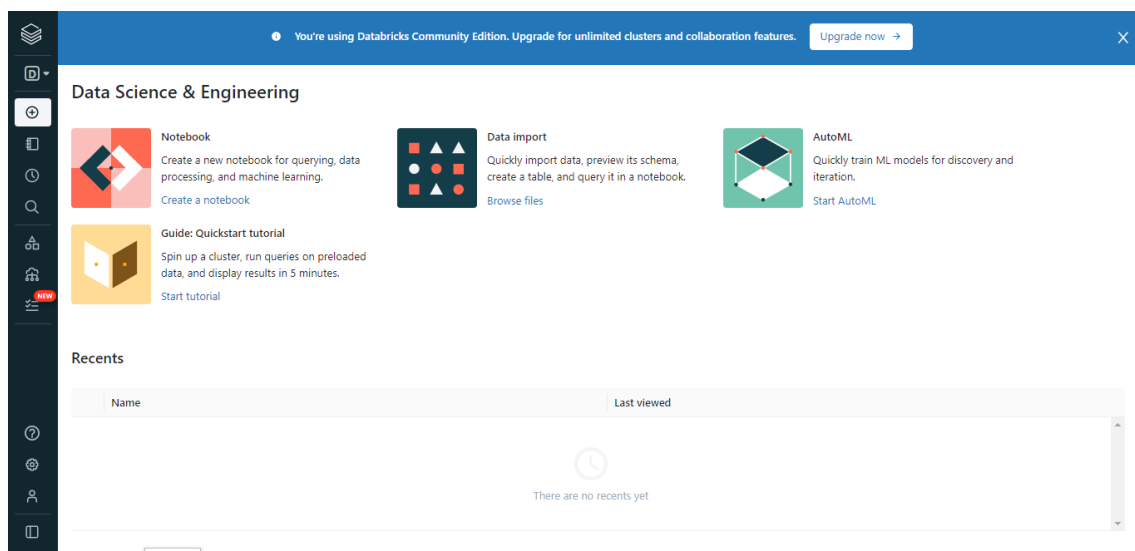 You're using Databricks Community Edition. Upgrade for unlimited clusters and collaboration features.
Upgrade now →
D
Data Science & Engineering
Notebook
Create a new notebook for querying, data
processing, and machine learning.
Create a notebook
Data import
Quickly import data, preview its schema,
create a table, and query it in a notebook.
Browse files
AutoML
Quickly train ML models for discovery and
iteration.
Start AutoML
Guide: Quickstart tutorial
Spin up a cluster, run queries on preloaded
data, and display results in 5 minutes.
Start tutorial
NEW
Recents
Name
Last viewed
There are no recents yet